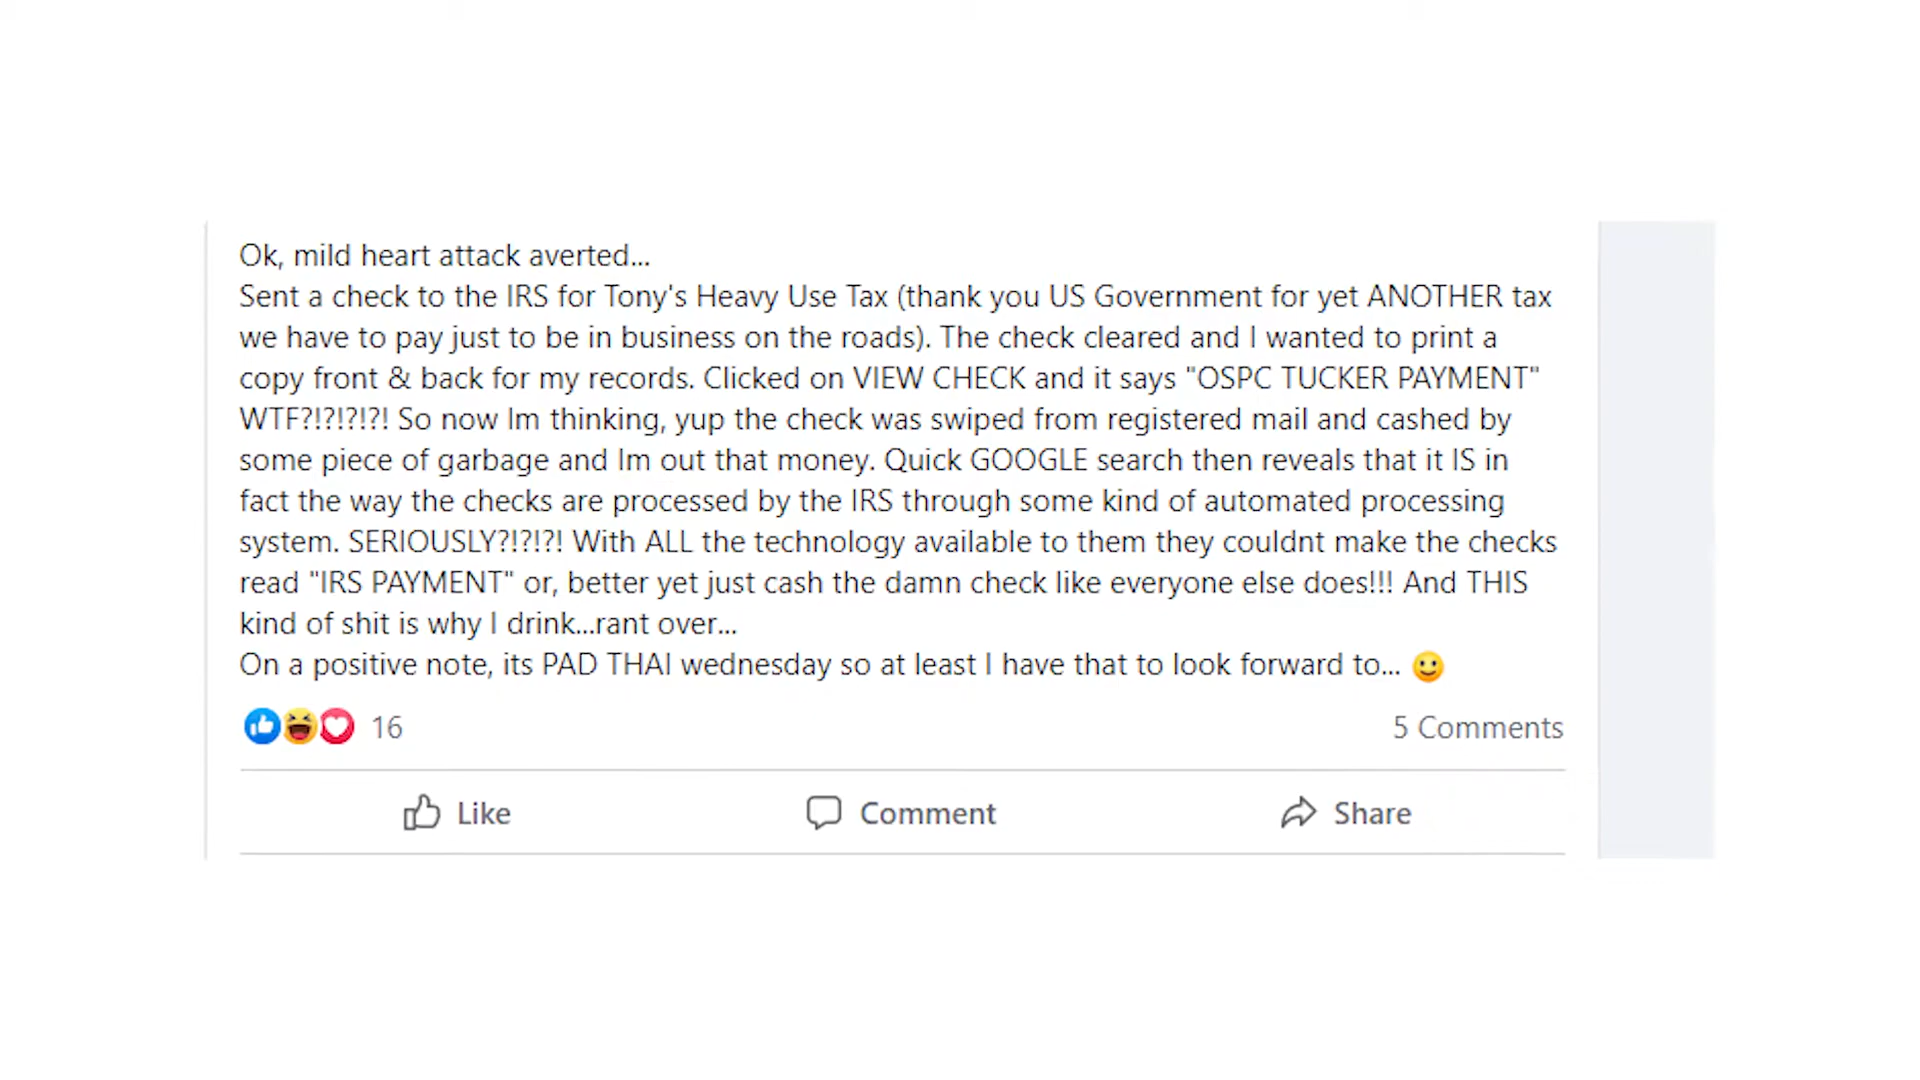 Ok, mild heart attack averted...
Sent a check to the IRS for Tony's Heavy Use Tax (thank you US Government for yet ANOTHER tax
we have to pay just to be in business on the roads). The check cleared and I wanted to print a
copy front & back for my records. Clicked on VIEW CHECK and it says "OSPC TUCKER PAYMENT"
WTF?!?!?!?! So now Im thinking, yup the check was swiped from registered mail and cashed by
some piece of garbage and Im out that money. Quick GOOGLE search then reveals that it IS in
fact the way the checks are processed by the IRS through some kind of automated processing
system. SERIOUSLY?!?!?! With ALL the technology available to them they couldnt make the checks
read "IRS PAYMENT" or, better yet just cash the damn check like everyone else does!!! And THIS
kind of shit is why I drink...rant over...
On a positive note, its PAD THAI wednesday so at least I have that to look forward to... 🙂
16 5 Comments
Like Comment Share